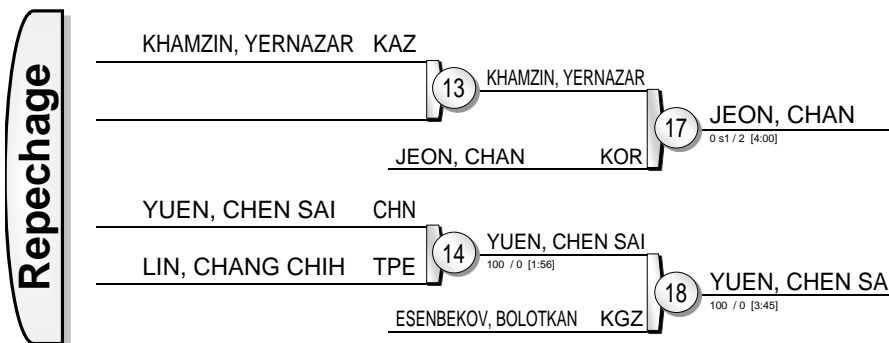 Repechage
KHAMZIN, YERNAZAR KAZ
13
KHAMZIN, YERNAZAR
17
JEON, CHAN
0 s1 / 2 [4:00]
JEON, CHAN KOR
YUEN, CHEN SAI CHN
14
YUEN, CHEN SAI
100 / 0 [1:56]
LIN, CHANG CHIH TPE
18
YUEN, CHEN SA
100 / 0 [3:45]
ESENBEKOV, BOLOTKAN KGZ